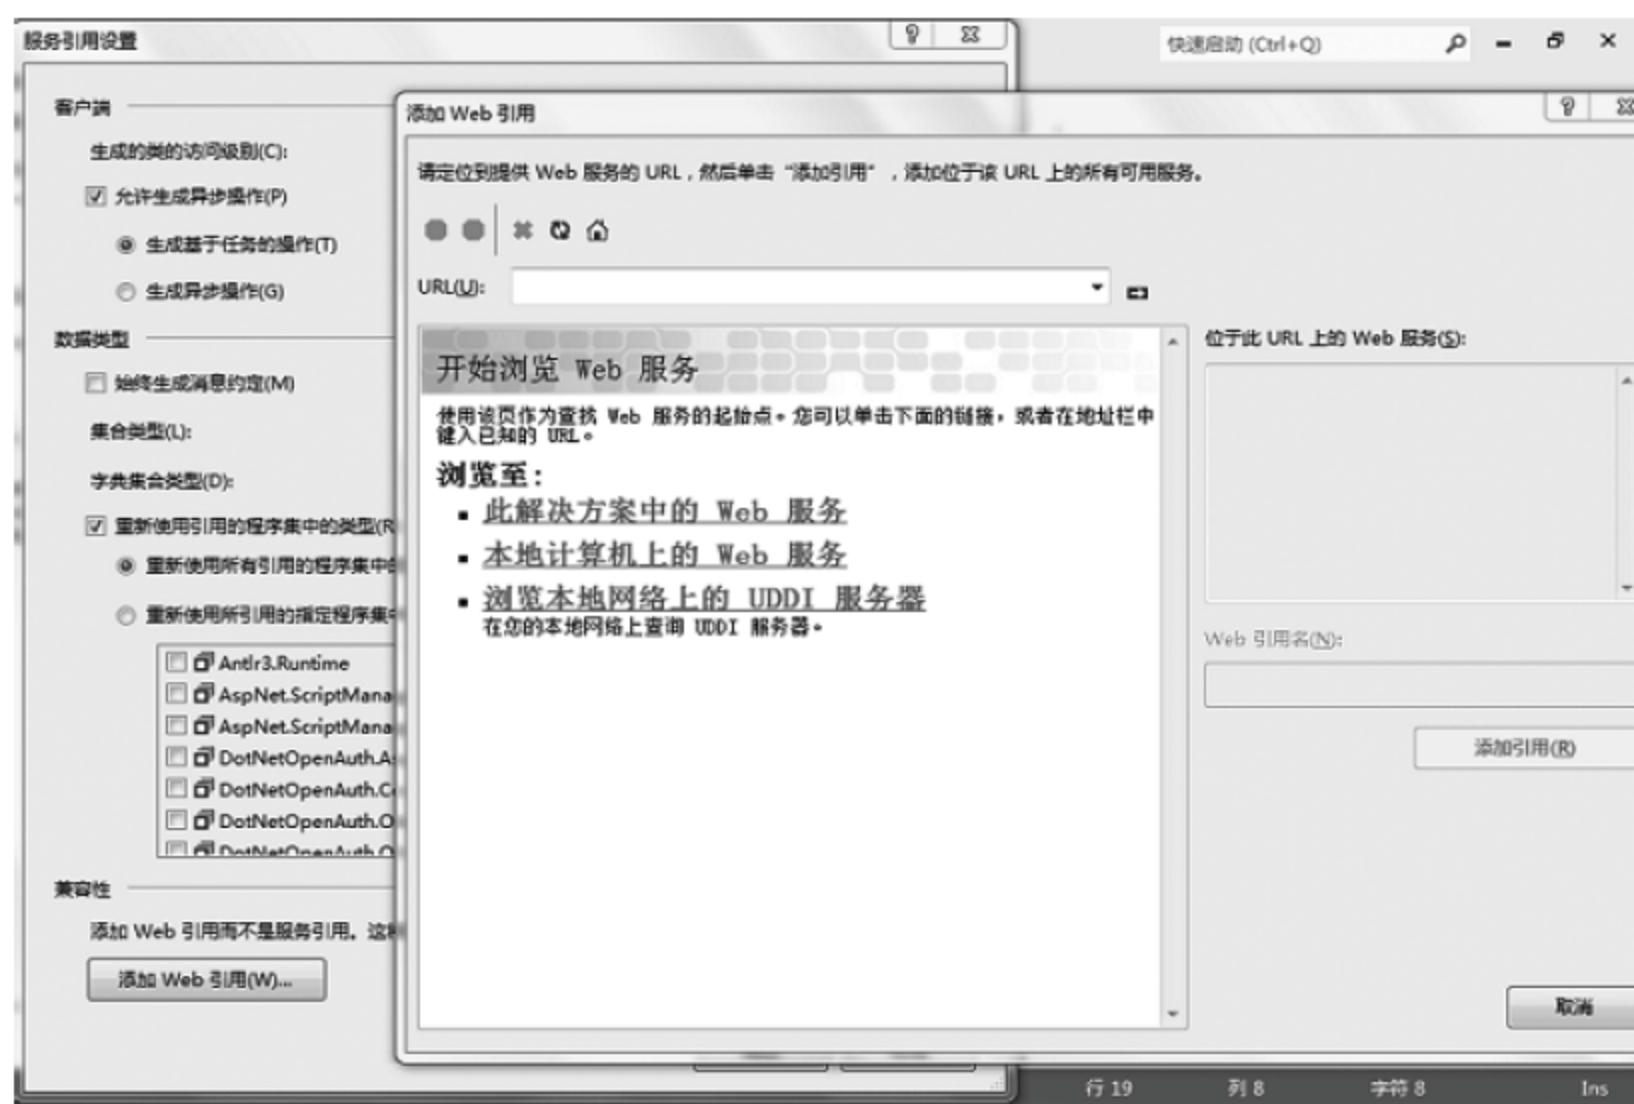 服务引用设置
快速启动 (Ctrl+Q)
客户端
生成的类的访问级别(C):
允许生成异步操作(P)
生成基于任务的操作(T)
生成异步操作(G)
数据类型
始终生成消息约定(M)
集合类型(L):
字典集合类型(D):
重新使用引用的程序集中的类型(R
重新使用所有引用的程序集中
重新使用所引用的指定程序集
Antlr3.Runtime
AspNet.ScriptMana
AspNet.ScriptMana
DotNetOpenAuth.A
DotNetOpenAuth.C
DotNetOpenAuth.O
DotNetOpenAuth.O
兼容性
添加 Web 引用而不是服务引用。这
添加 Web 引用(W)...
添加 Web 引用
请定位到提供 Web 服务的 URL，然后单击“添加引用”，添加位于该 URL 上的所有可用服务。
URL(U):
开始浏览 Web 服务
使用该页作为查找 Web 服务的起始点。您可以单击下面的链接，或者在地址栏中
键入已知的 URL。
浏览至:
此解决方案中的 Web 服务
本地计算机上的 Web 服务
浏览本地网络上的 UDDI 服务器
在您的本地网络上查询 UDDI 服务器。
位于此 URL 上的 Web 服务(S):
Web 引用名(N):
添加引用(R)
取消
行 19 列 8 字符 8 Ins